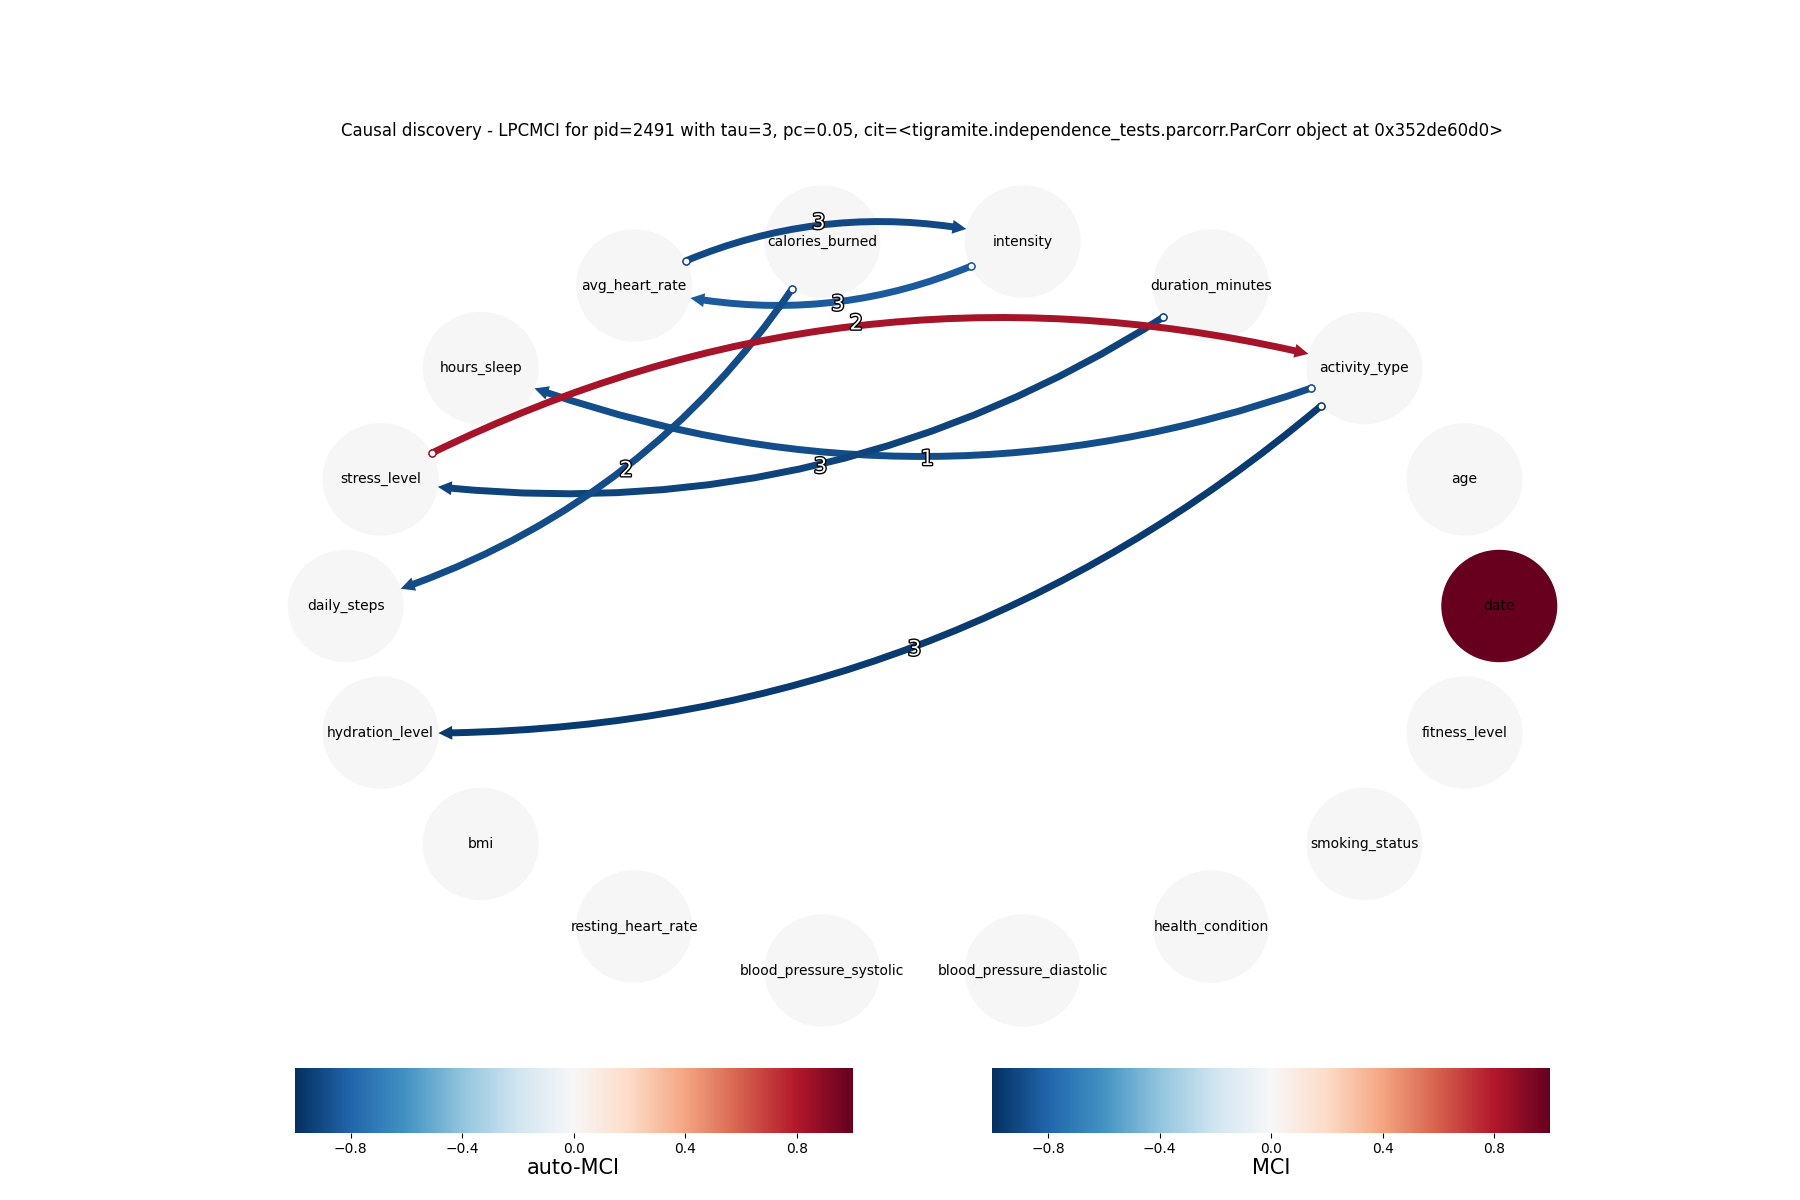 Causal discovery - LPCMCI for pid=2491 with tau=3, pc=0.05, cit=<tigramite.independence_tests.parcorr.ParCorr object at 0x352de60d0>
3
calories_burned
intensity
avg_heart_rate
3
duration_minutes
2
hours_sleep
activity_type
stress_level
2
3
1
age
daily_steps
date
3
hydration_level
fitness_level
bmi
smoking_status
resting_heart_rate
health_condition
blood_pressure_systolic
blood_pressure_diastolic
−0.8 −0.4 0.0 0.4 0.8
auto-MCI
−0.8 −0.4 0.0 0.4 0.8
MCI